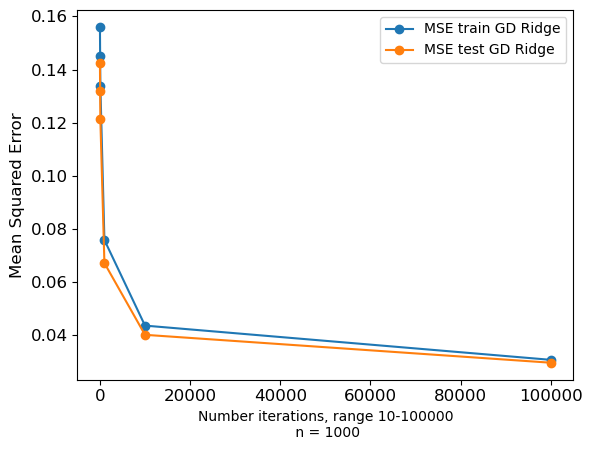 MSE train GD Ridge
MSE test GD Ridge
Mean Squared Error
0.16
0.14
0.12
0.10
0.08
0.06
0.04
0 20000 40000 60000 80000 100000
Number iterations, range 10-100000
n = 1000